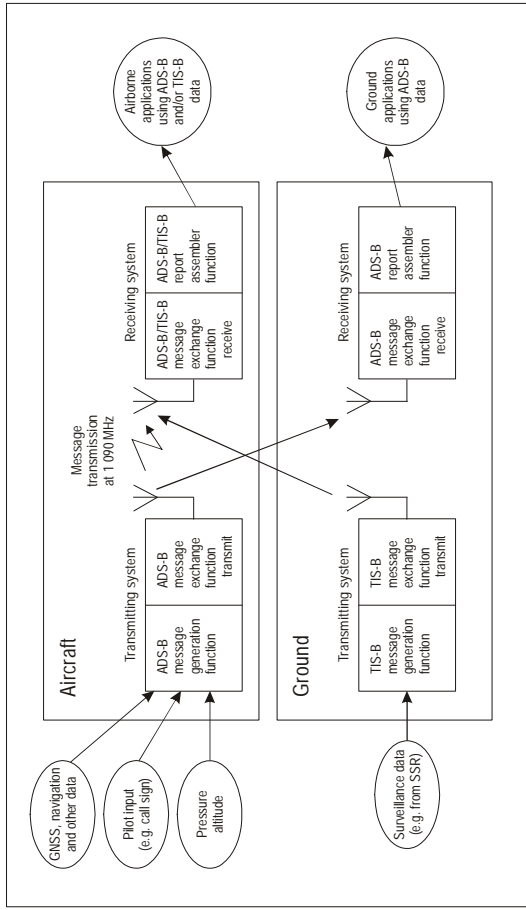 Aircraft
GNSS, navigation
and other data
Pilot input
(e.g. call sign)
Pressure
altitude
Transmitting system
ADS-B
message
generation
function
ADS-B
message
exchange
function
transmit
Message
transmission
at 1 090 MHz
Receiving system
ADS-B/TIS-B
message
exchange
function
receive
ADS-B/TIS-B
report
assembler
function
Airborne
applications
using ADS-B
and/or TIS-B
data
Ground
Surveillance data
(e.g. from SSR)
Transmitting system
TIS-B
message
generation
function
TIS-B
message
exchange
function
transmit
Receiving system
ADS-B
message
exchange
function
receive
ADS-B
report
assembler
function
Ground
applications
using ADS-B
data